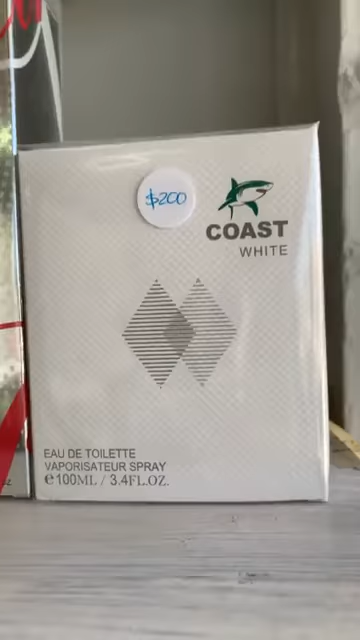 $200
COAST
WHITE
EAU DE TOILETTE
VAPORISATEUR SPRAY
℮100ML / 3.4FL.OZ.